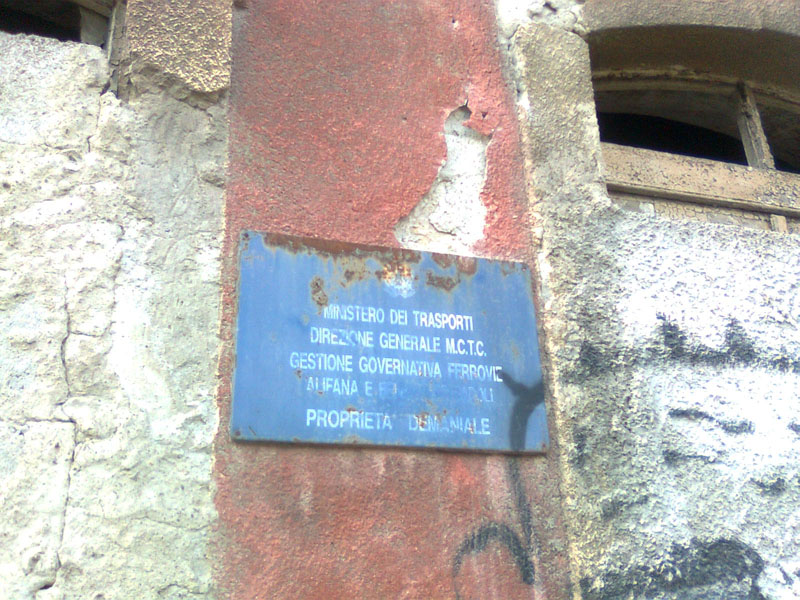 MINISTERO DEI TRASPORTI
DIREZIONE GENERALE M.C.T.C.
GESTIONE GOVERNATIVA FERROVIE
ALIFANA E
PROPRIETA' DEMANIALE